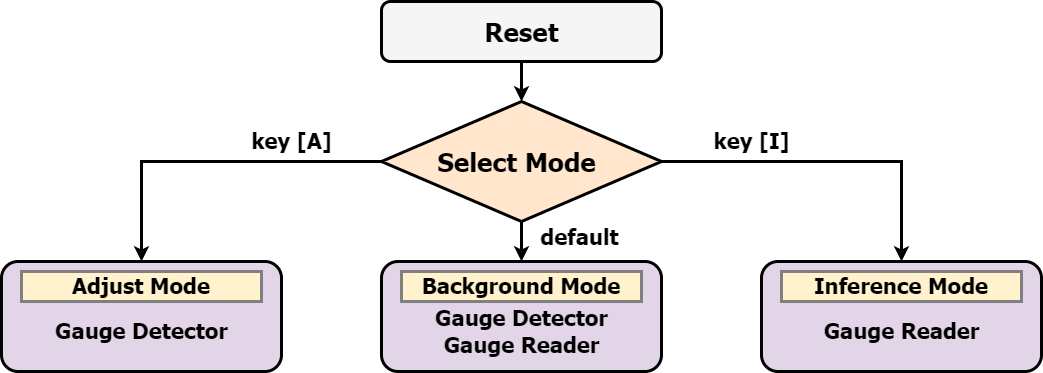 Reset
key [A]
key [I]
Select Mode
default
Adjust Mode
Gauge Detector
Background Mode
Gauge Detector
Gauge Reader
Inference Mode
Gauge Reader